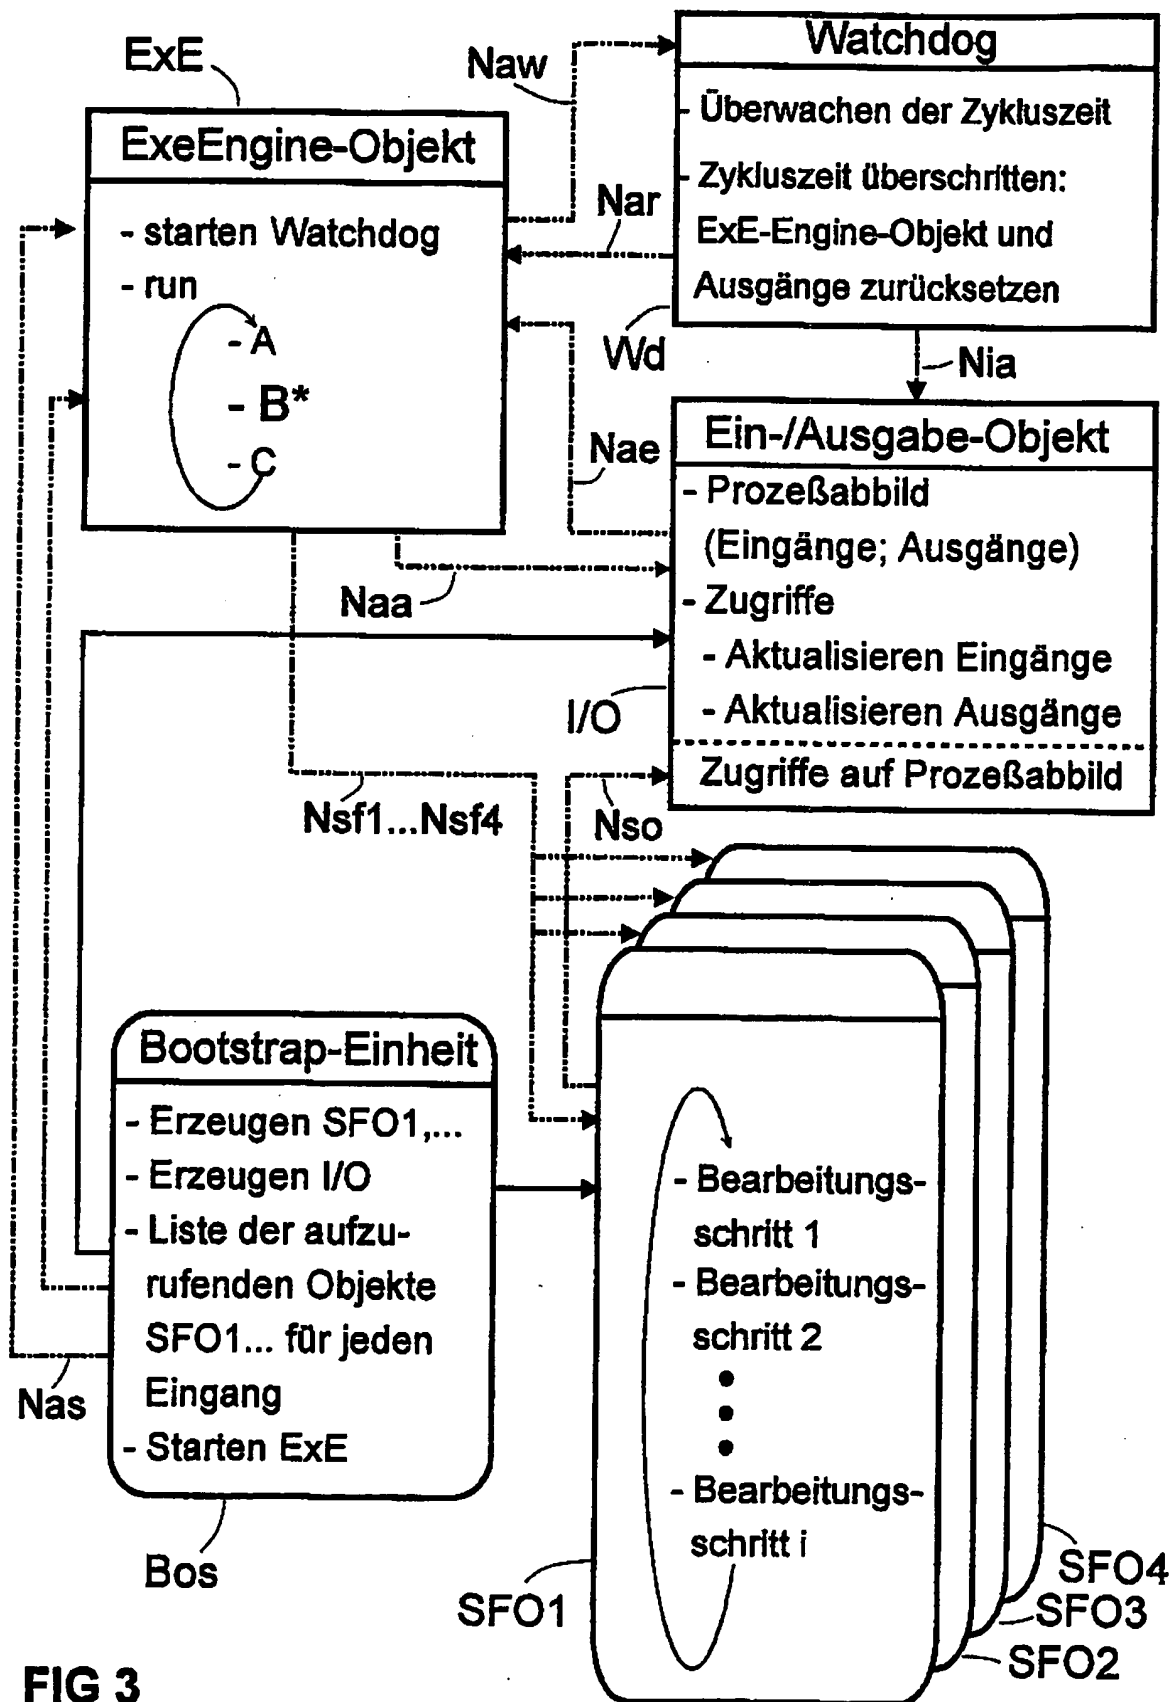 ExE
ExeEngine-Objekt
- starten Watchdog
- run
- A
- B*
- C
Naw
Nar
Watchdog
- Überwachen der Zykluszeit
- Zykluszeit überschritten:
ExE-Engine-Objekt und
Ausgänge zurücksetzen
Wd
Nia
Nae
Naa
Ein-/Ausgabe-Objekt
- Prozeßabbild
(Eingänge; Ausgänge)
- Zugriffe
- Aktualisieren Eingänge
- Aktualisieren Ausgänge
Zugriffe auf Prozeßabbild
I/O
Nsf1...Nsf4
Nso
Bootstrap-Einheit
- Erzeugen SFO1,...
- Erzeugen I/O
- Liste der aufzu-
rufenden Objekte
SFO1... für jeden
Eingang
- Starten ExE
Nas
Bos
- Bearbeitungs-
schritt 1
- Bearbeitungs-
schritt 2
- Bearbeitungs-
schritt i
SFO1
SFO4
SFO3
SFO2
FIG 3